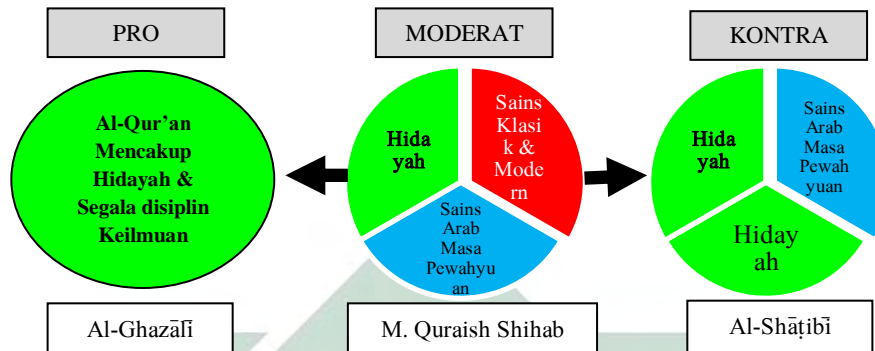 PRO
MODERAT
KONTRA
Al-Qur’an
Mencakup
Hidayah &
Segala disiplin
Keilmuan
Hida
yah
Sains
Klasi
k &
Mode
rn
Sains
Arab
Masa
Pewahyu
an
Hida
yah
Sains
Arab
Masa
Pewah
yuan
Hiday
ah
Al-Ghazālī
M. Quraish Shihab
Al-Shāṭibī